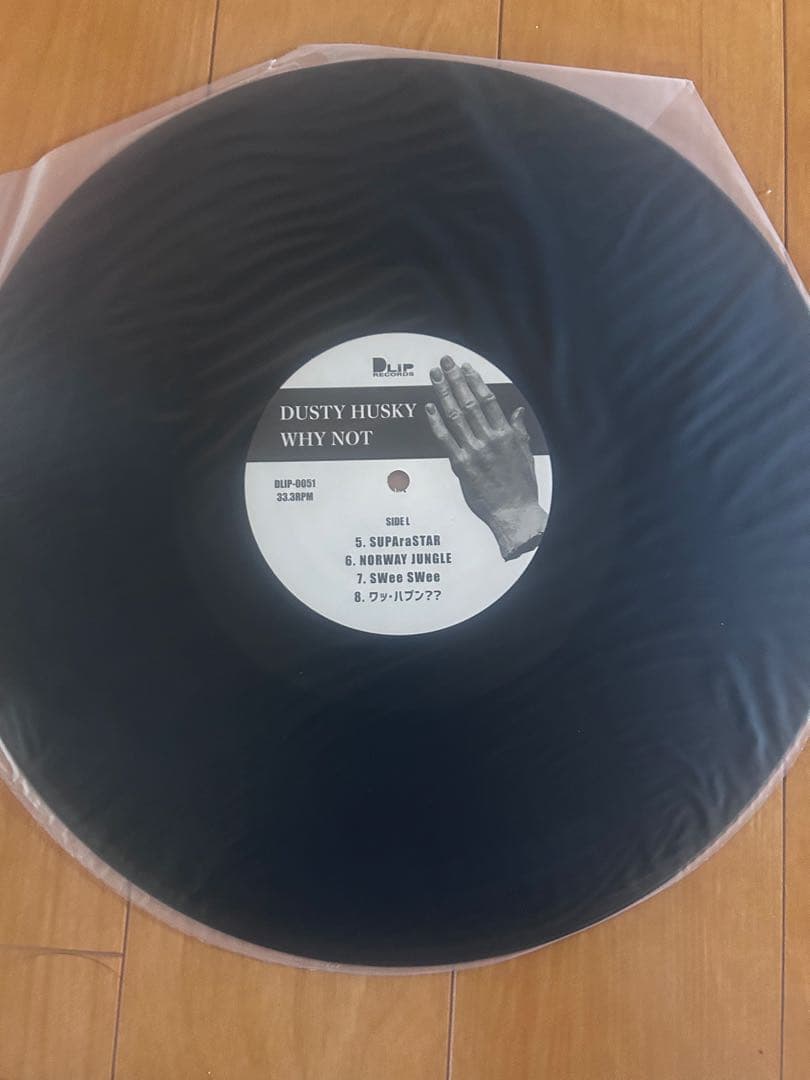 DLiP
RECORDS
DUSTY HUSKY
WHY NOT
DLIP-0051
33.3RPM
SIDE L
5. SUPAraSTAR
6. NORWAY JUNGLE
7. SWee SWee
8. ワッ・ハプン??